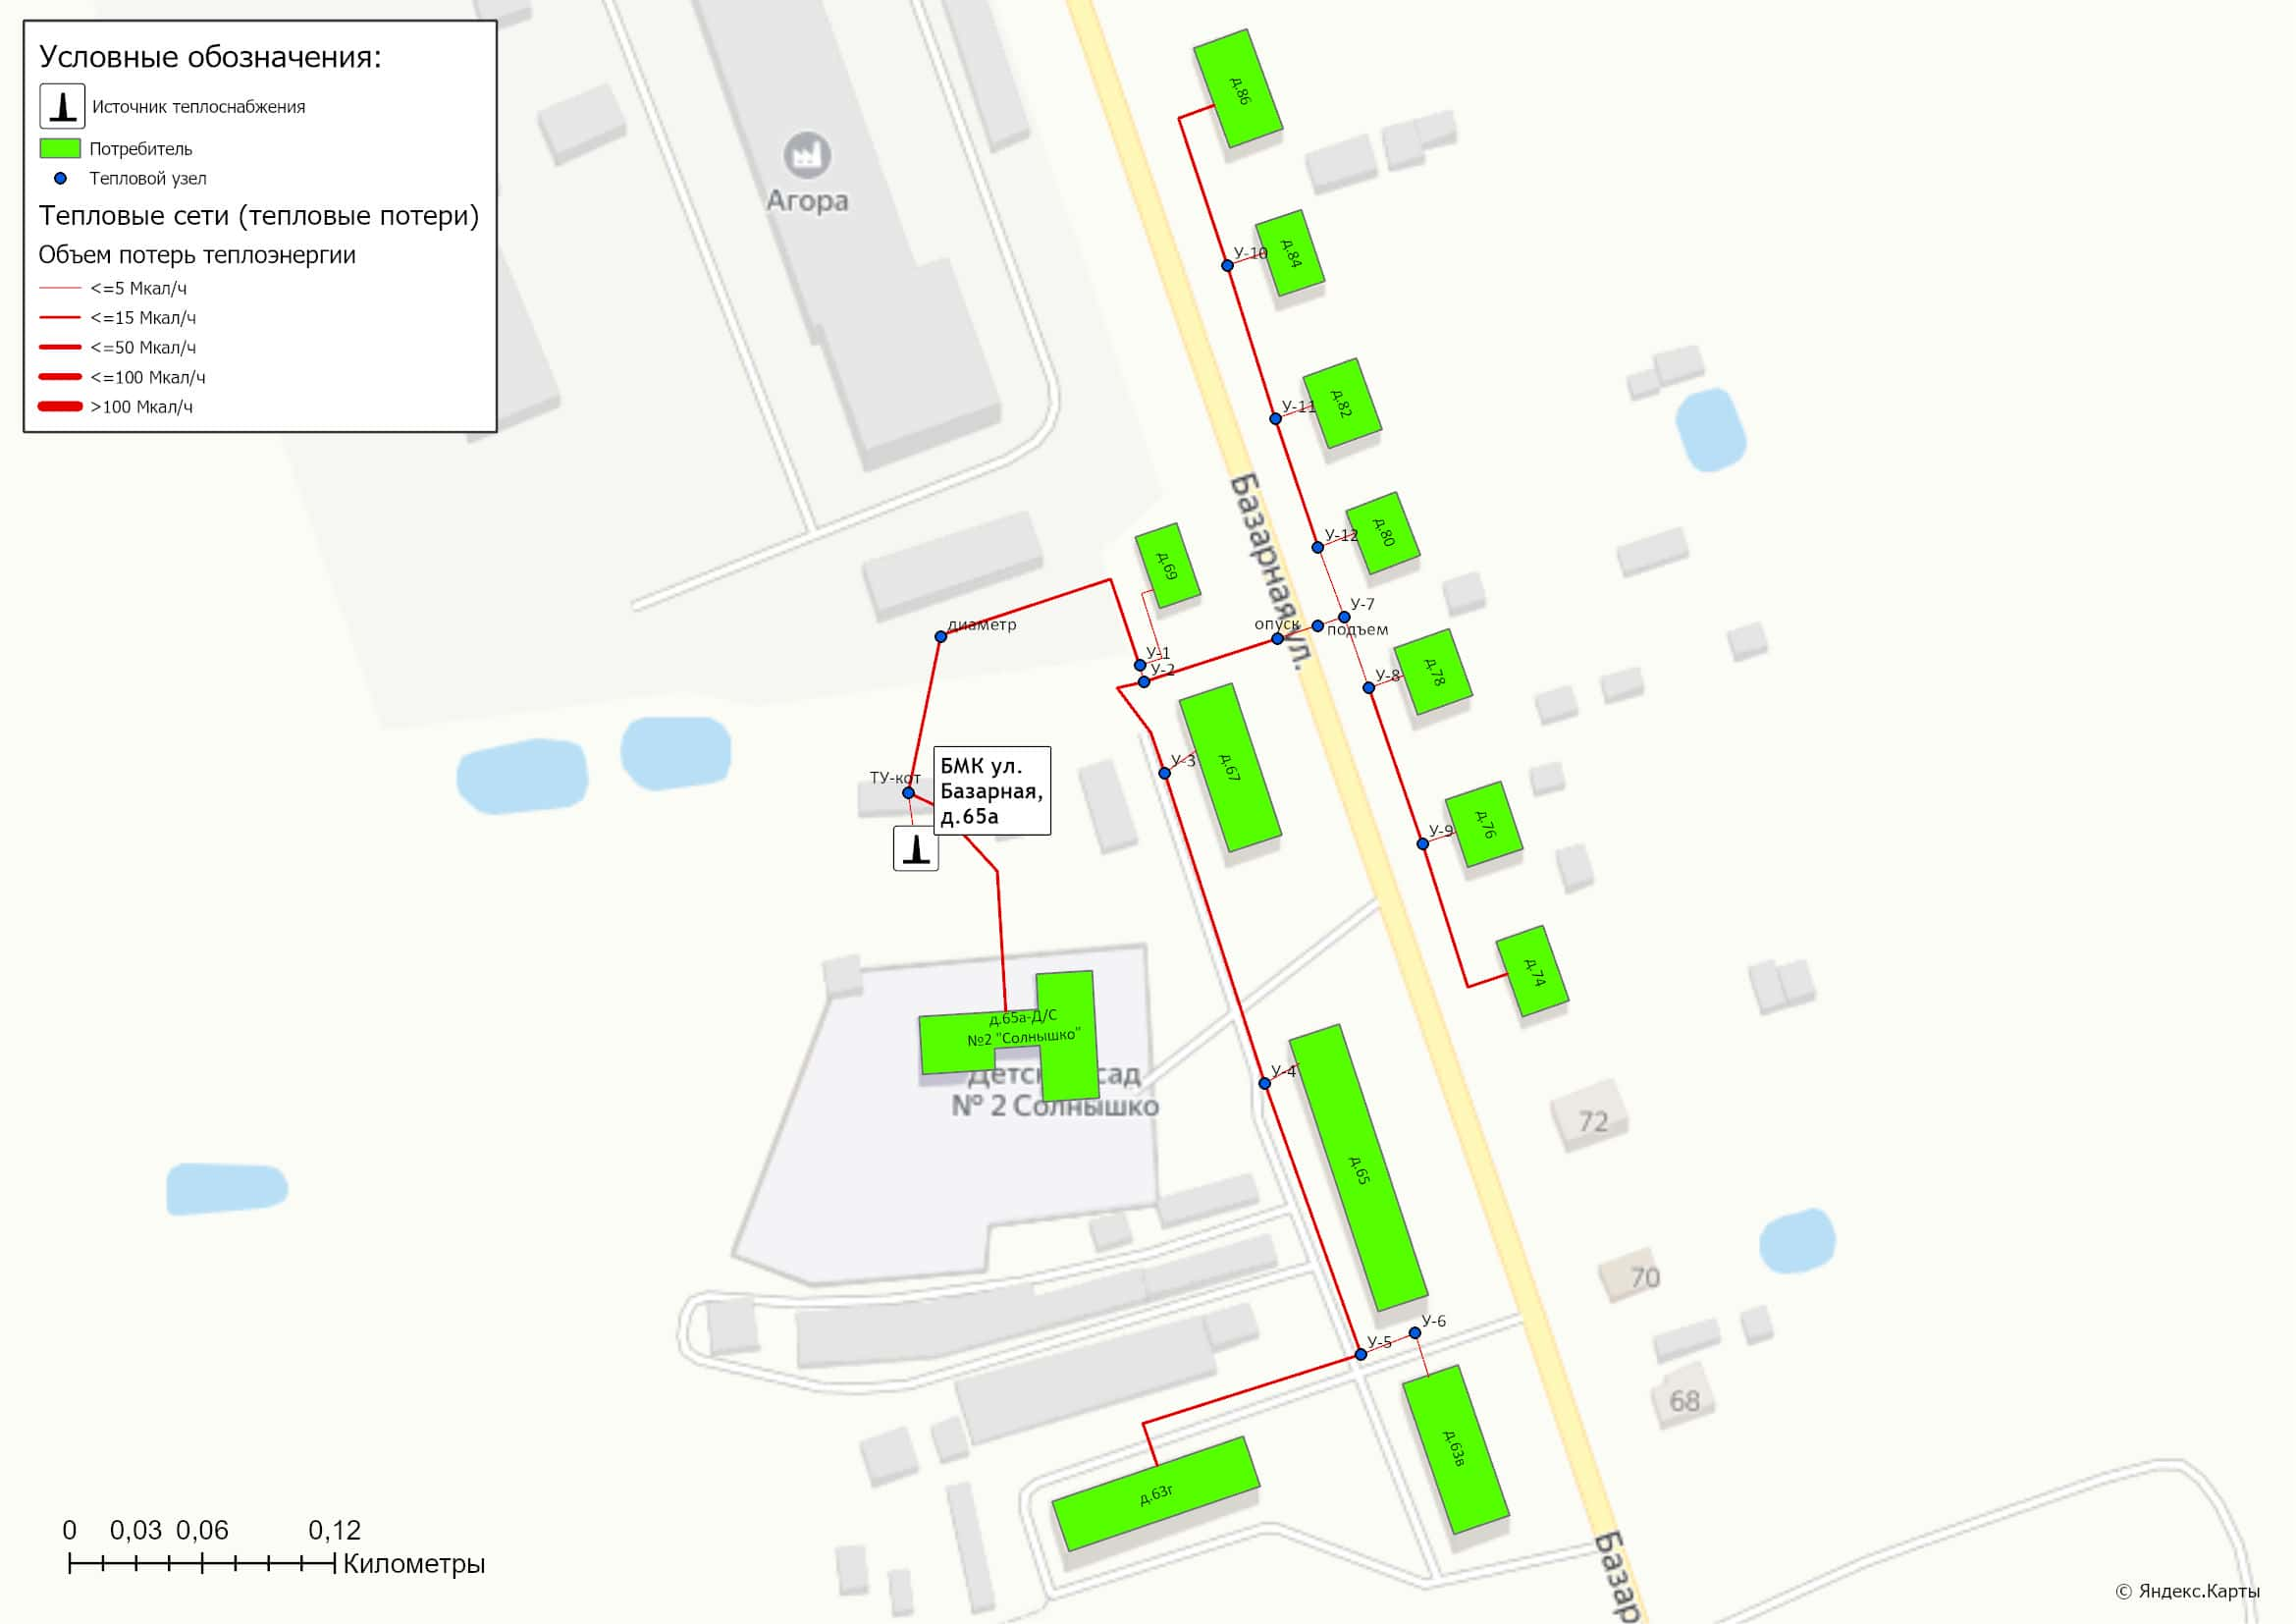 Условные обозначения:
Источник теплоснабжения
Потребитель
Тепловой узел
Тепловые сети (тепловые потери)
Объем потерь теплоэнергии
<=5 Мкал/ч
<=15 Мкал/ч
<=50 Мкал/ч
<=100 Мкал/ч
>100 Мкал/ч
д.86
Агора
У-10
д.84
У-11
д.82
Базарная ул.
У-12
д.80
д.69
У-7
диаметр
опуск
подъем
У-1
У-2
У-8
д.78
У-3
д.67
ТУ-кот
БМК ул.
Базарная,
д.65а
У-9
д.76
д.74
д.65а-Д/С
№2 "Солнышко"
Детск сад
№ 2 Солнышко
У-4
72
д.65
70
У-6
У-5
68
д.63в
д.63г
0 0,03 0,06 0,12
Километры
Базар
© Яндекс.Карты